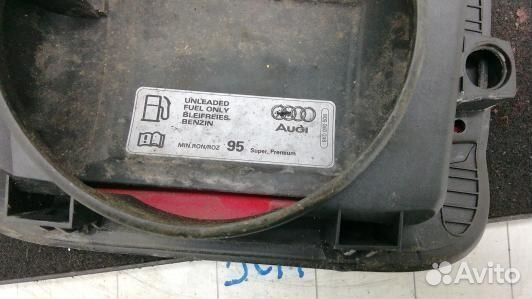 UNLEADED
FUEL ONLY
BLEIFREIES
BENZIN
Audi
MIN.RON/ROZ 95 Super, Premium
Avito